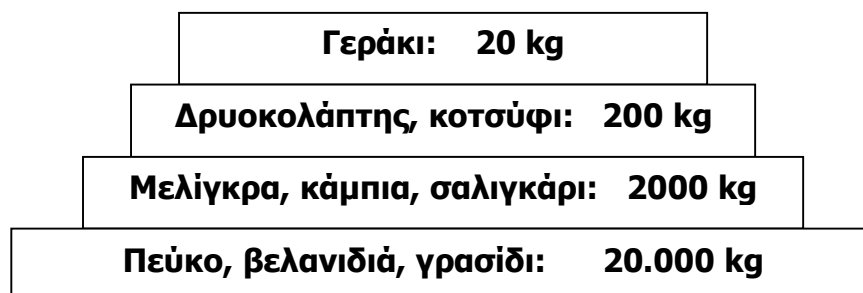 Γεράκι: 20 kg
Δρυοκολάπτης, κοτσύφι: 200 kg
Μελίγκρα, κάμπια, σαλιγκάρι: 2000 kg
Πεύκο, βελανιδιά, γρασίδι: 20.000 kg